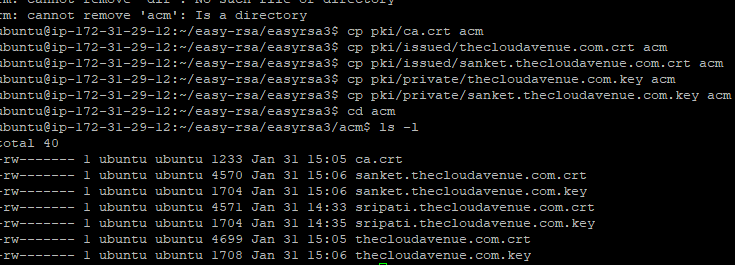 rm: cannot remove 'dir': No such file or directory
rm: cannot remove 'acm': Is a directory
ubuntu@ip-172-31-29-12:~/easy-rsa/easyrsa3$ cp pki/ca.crt acm
ubuntu@ip-172-31-29-12:~/easy-rsa/easyrsa3$ cp pki/issued/thecloudavenue.com.crt acm
ubuntu@ip-172-31-29-12:~/easy-rsa/easyrsa3$ cp pki/issued/sanket.thecloudavenue.com.crt acm
ubuntu@ip-172-31-29-12:~/easy-rsa/easyrsa3$ cp pki/private/thecloudavenue.com.key acm
ubuntu@ip-172-31-29-12:~/easy-rsa/easyrsa3$ cp pki/private/sanket.thecloudavenue.com.key acm
ubuntu@ip-172-31-29-12:~/easy-rsa/easyrsa3$ cd acm
ubuntu@ip-172-31-29-12:~/easy-rsa/easyrsa3/acm$ ls -l
total 40
-rw------- 1 ubuntu ubuntu 1233 Jan 31 15:05 ca.crt
-rw------- 1 ubuntu ubuntu 4570 Jan 31 15:06 sanket.thecloudavenue.com.crt
-rw------- 1 ubuntu ubuntu 1704 Jan 31 15:06 sanket.thecloudavenue.com.key
-rw------- 1 ubuntu ubuntu 4571 Jan 31 14:33 sripati.thecloudavenue.com.crt
-rw------- 1 ubuntu ubuntu 1704 Jan 31 14:35 sripati.thecloudavenue.com.key
-rw------- 1 ubuntu ubuntu 4699 Jan 31 15:05 thecloudavenue.com.crt
-rw------- 1 ubuntu ubuntu 1708 Jan 31 15:06 thecloudavenue.com.key